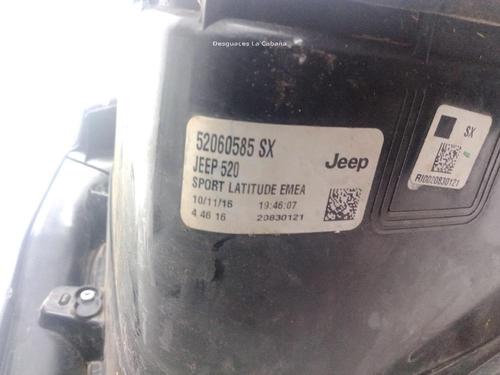 Desguaces La Cabaña
52060585 SX
JEEP 520
Jeep
SPORT LATITUDE EMEA
10/11/16 19:46:07
4 46 16 20830121
SX
R10020830121